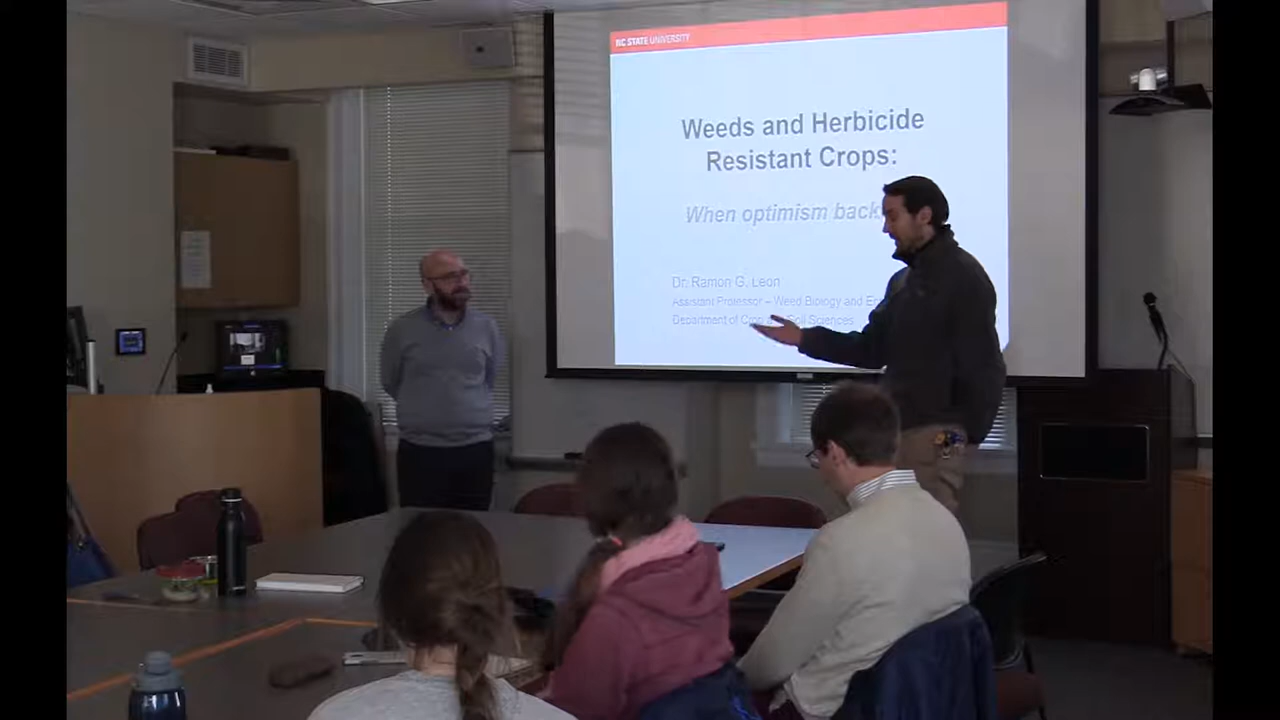 NC STATE UNIVERSITY
Weeds and Herbicide
Resistant Crops:
When optimism back
Dr. Ramon G. Leon
Assistant Professor – Weed Biology and
Department of Crop and Soil Sciences